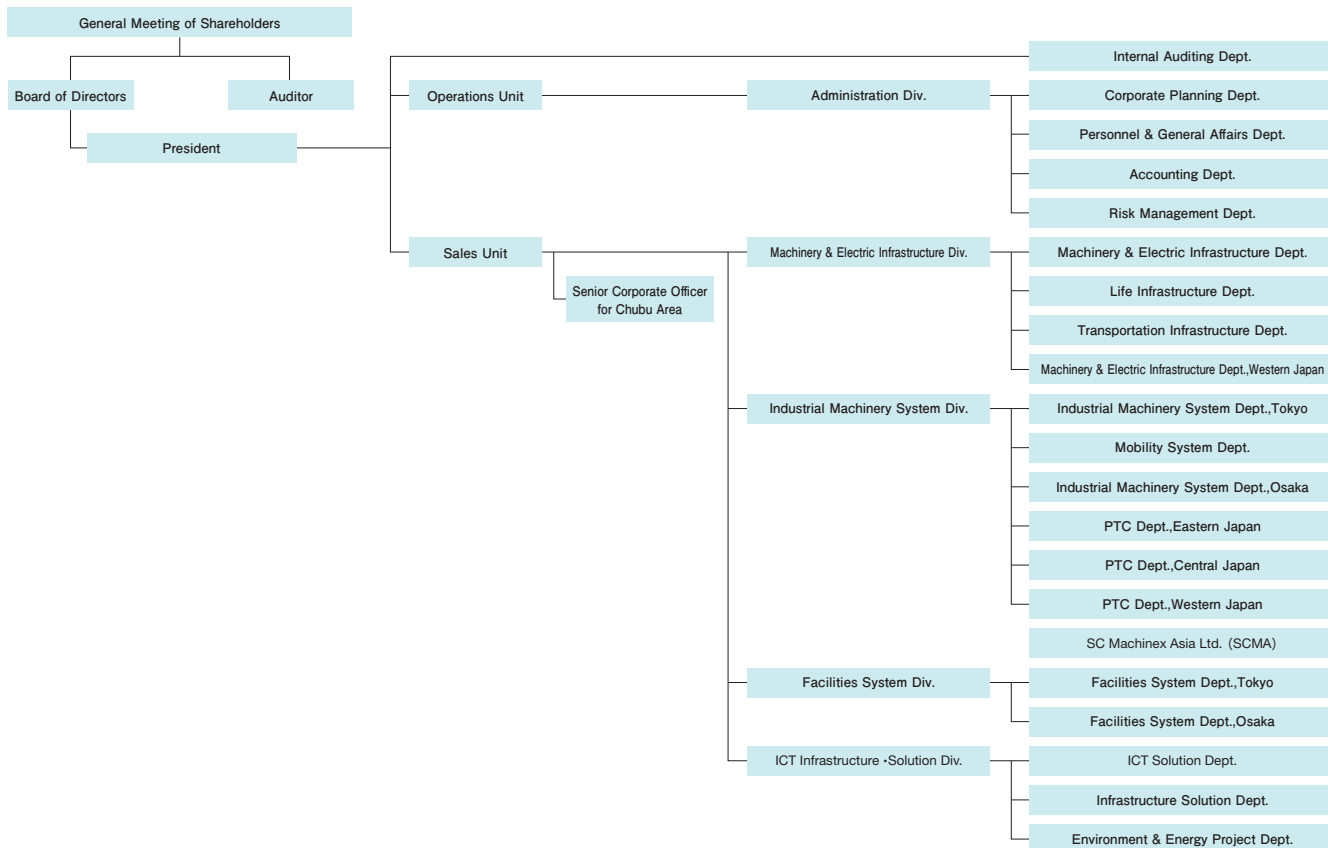 General Meeting of Shareholders
Board of Directors
Auditor
President
Internal Auditing Dept.
Operations Unit
Administration Div.
Corporate Planning Dept.
Personnel & General Affairs Dept.
Accounting Dept.
Risk Management Dept.
Sales Unit
Senior Corporate Officer
for Chubu Area
Machinery & Electric Infrastructure Div.
Machinery & Electric Infrastructure Dept.
Life Infrastructure Dept.
Transportation Infrastructure Dept.
Machinery & Electric Infrastructure Dept.,Western Japan
Industrial Machinery System Div.
Industrial Machinery System Dept.,Tokyo
Mobility System Dept.
Industrial Machinery System Dept.,Osaka
PTC Dept.,Eastern Japan
PTC Dept.,Central Japan
PTC Dept.,Western Japan
SC Machinex Asia Ltd. (SCMA)
Facilities System Div.
Facilities System Dept.,Tokyo
Facilities System Dept.,Osaka
ICT Infrastructure・Solution Div.
ICT Solution Dept.
Infrastructure Solution Dept.
Environment & Energy Project Dept.